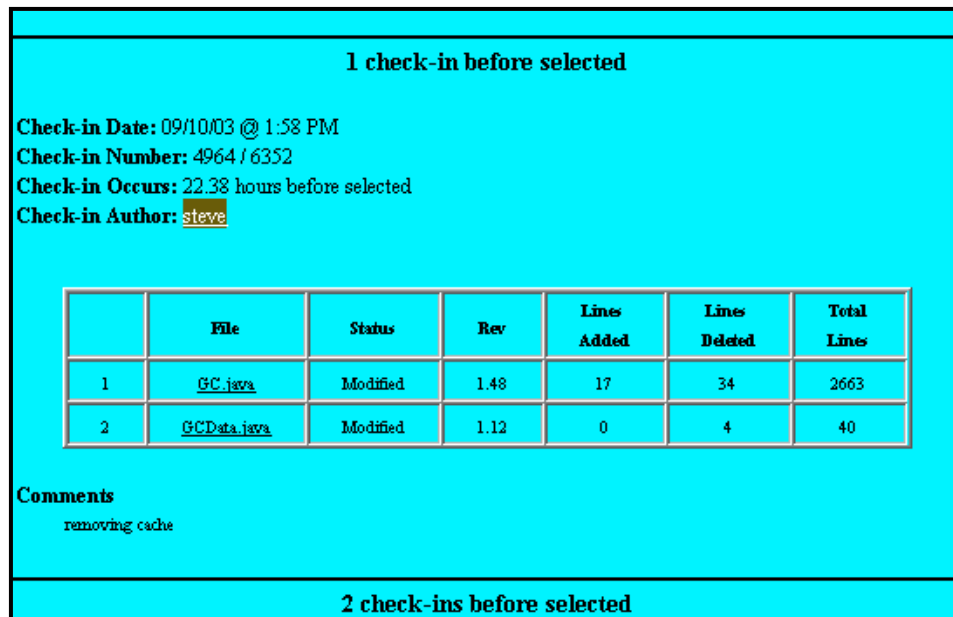 1 check-in before selected
Check-in Date: 09/10/03 @ 1:58 PM
Check-in Number: 4964 / 6352
Check-in Occurs: 22.38 hours before selected
Check-in Author: steve
File Status Rev Lines Added Lines Deleted Total Lines
1 GC.java Modified 1.48 17 34 2663
2 GCData.java Modified 1.12 0 4 40
Comments
removing cache
2 check-ins before selected